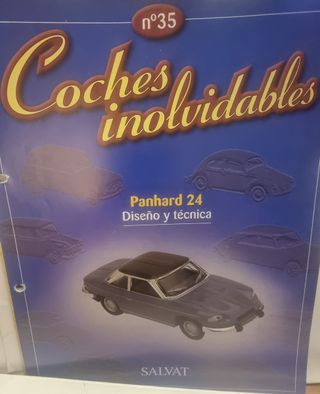 nº35
Coches
inolvidables
Panhard 24
Diseño y técnica
SALVAT